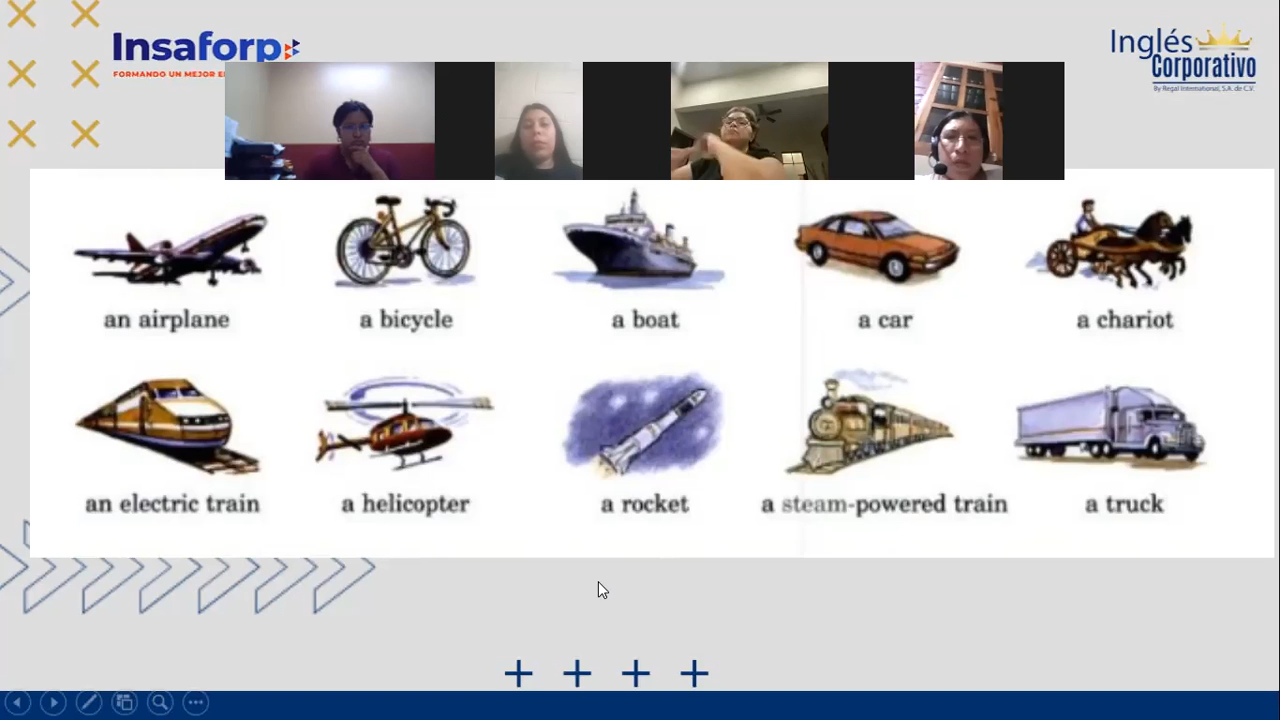 Insaforp
FORMANDO UN MEJOR E
Inglés
Corporativo
By Regal International, S.A. de C.V.
an airplane
a bicycle
a boat
a car
a chariot
an electric train
a helicopter
a rocket
a steam-powered train
a truck